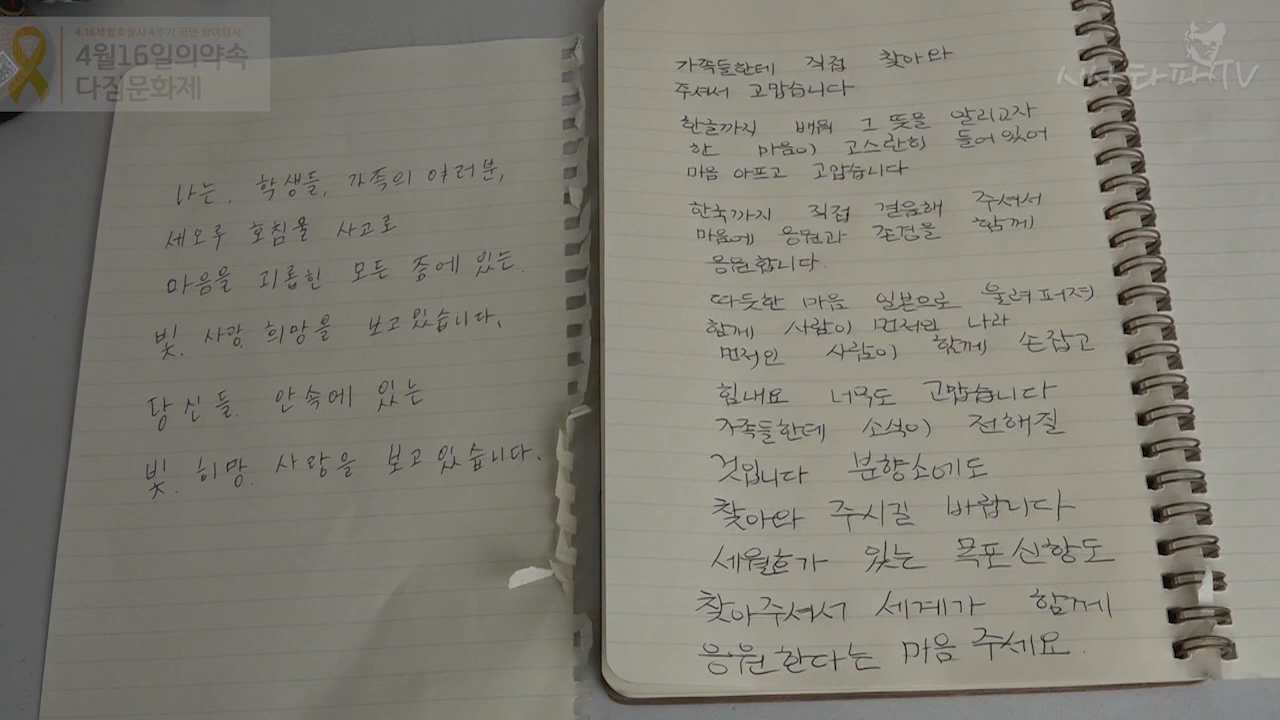 4.16세월호참사 4주기 국민 참여행사
4월16일의약속
다짐문화제
시사타파TV
나는, 학생들, 가족의 여러분,
세오루 호침몰 사고로
마음을 괴롭힌 모든 중에 있는
빛, 사랑, 희망을 보고있습니다,
당신들 안속에 있는
빛, 희망, 사랑을 보고있습니다.
가족들한테 직접 찾아와
주셔서 고맙습니다
한글까지 배워 그 뜻을 알리고자
한 마음이 고스란히 들어있어
마음 아프고 고맙습니다
한국까지 직접 걸음해 주셔서
마음에 응원과 존경을 함께
응원합니다.
따듯한 마음 일본으로 울려퍼져
함께 사람이 먼저인 나라
먼저인 사람이 함께 손잡고
힘내요 너무도 고맙습니다
가족들한테 소식이 전해질
것입니다 분향소에도
찾아와 주시길 바랍니다
세월호가 있는 목포신항도
찾아주셔서 세계가 함께
응원한다는 마음 주세요.